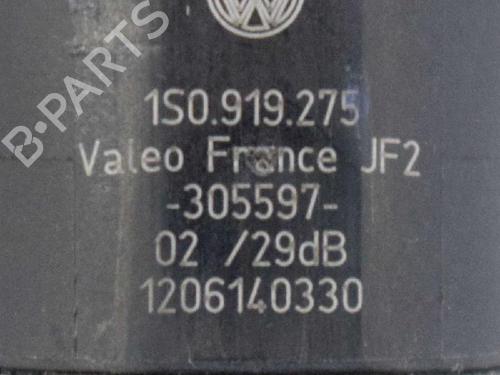 B-PARTS
1S0.919.275
Valeo France JF2
-305597-
02 /29dB
1206140330